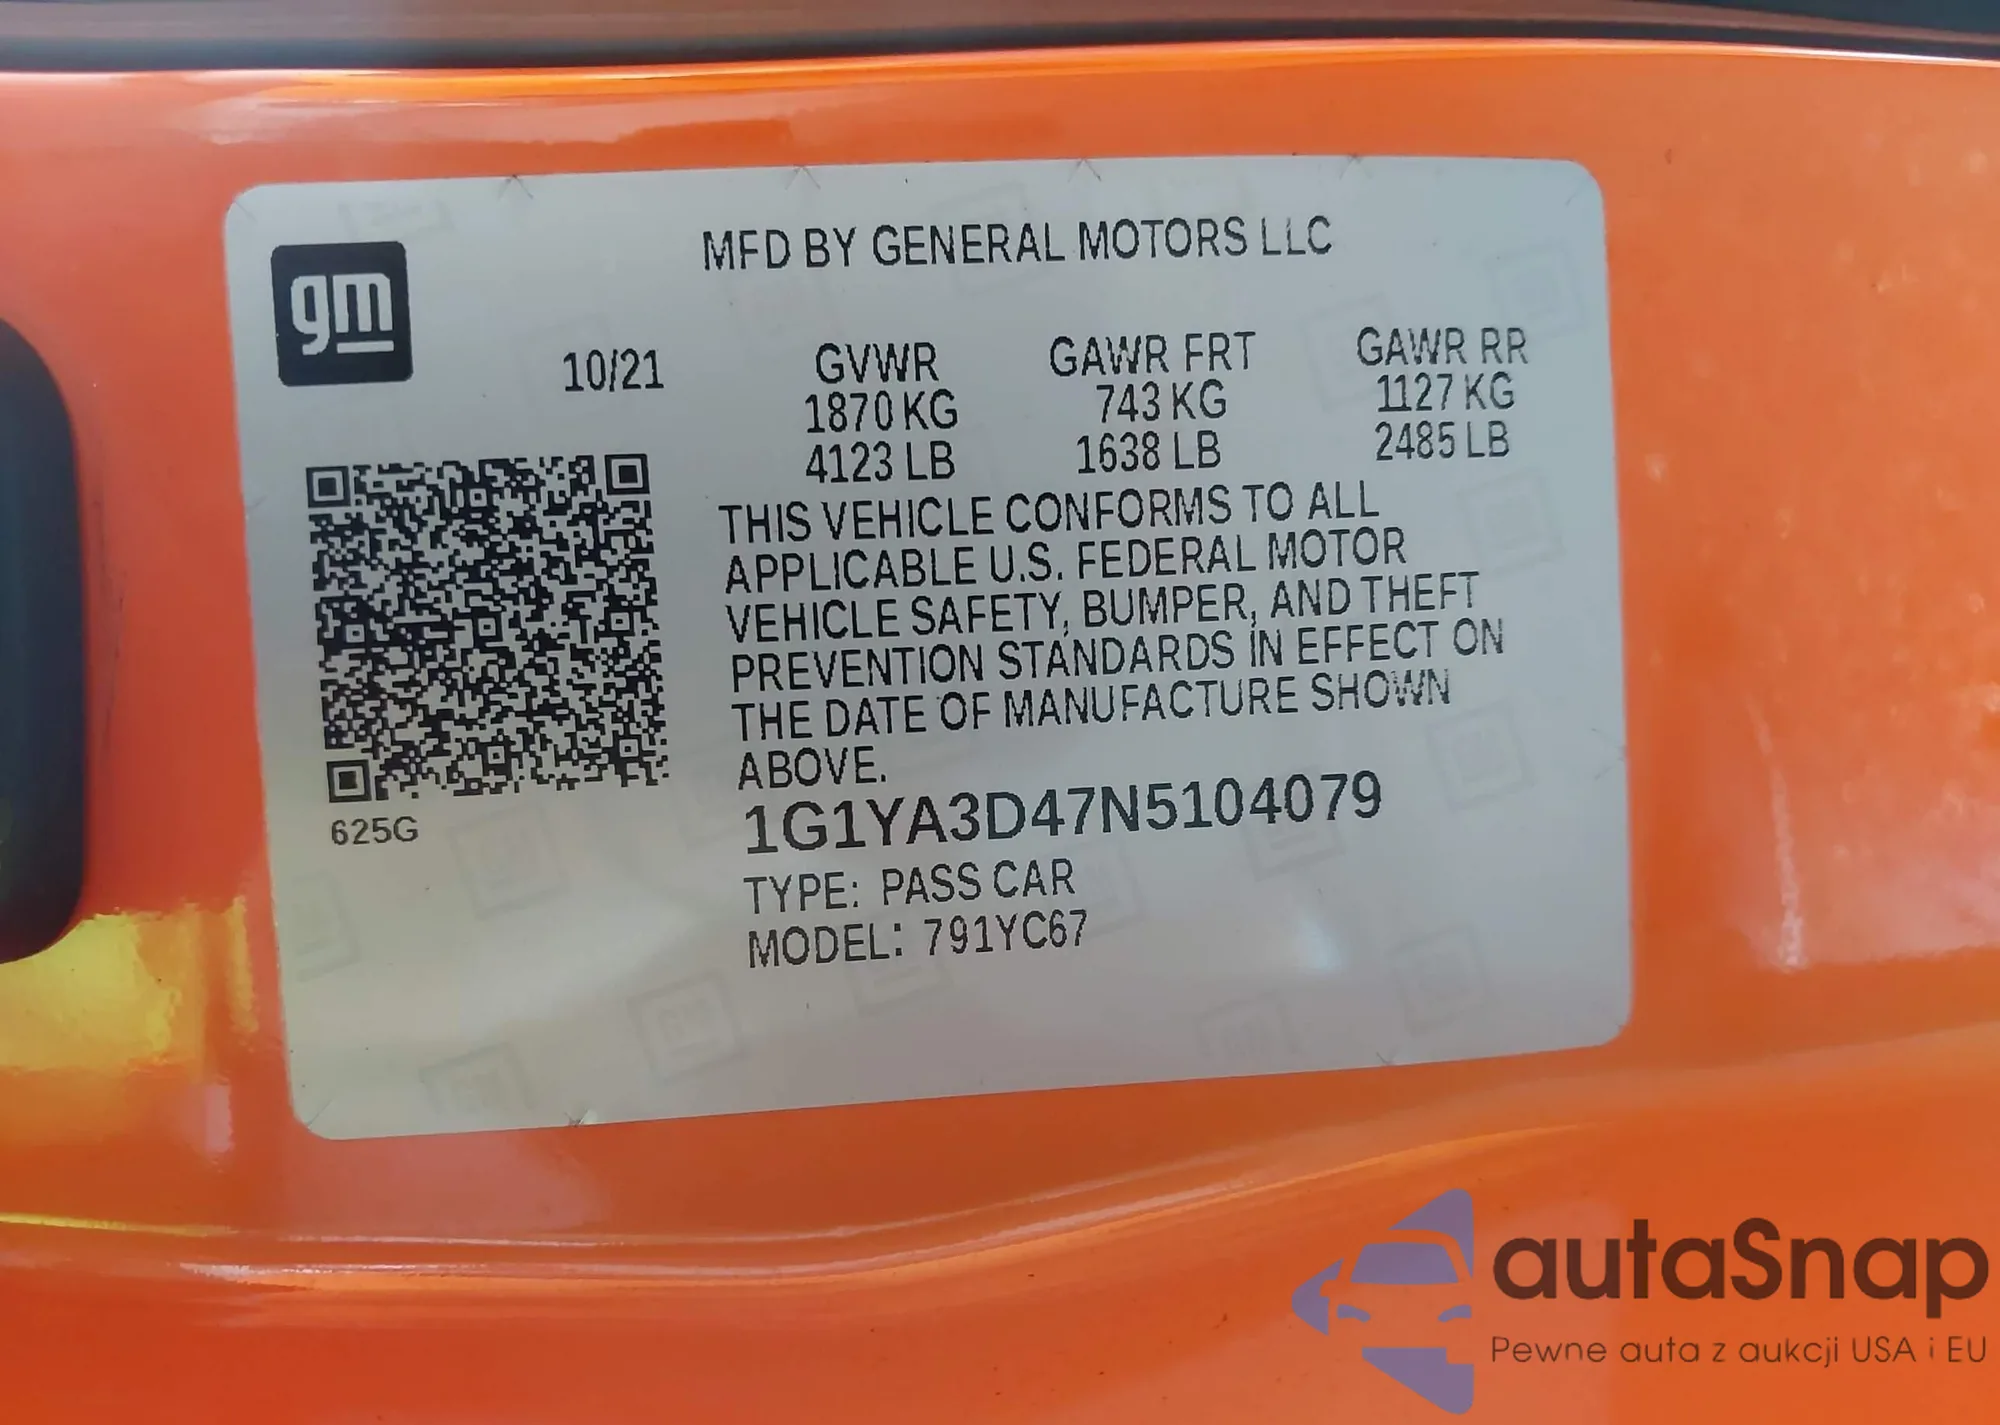 MFD BY GENERAL MOTORS LLC
gm
10/21
GVWR GAWR FRT GAWR RR
1870 KG 743 KG 1127 KG
4123 LB 1638 LB 2485 LB
THIS VEHICLE CONFORMS TO ALL
APPLICABLE U.S. FEDERAL MOTOR
VEHICLE SAFETY, BUMPER, AND THEFT
PREVENTION STANDARDS IN EFFECT ON
THE DATE OF MANUFACTURE SHOWN
ABOVE.
625G
1G1YA3D47N5104079
TYPE: PASS CAR
MODEL: 791YC67
autaSnap
Pewne auta z aukcji USA i EU